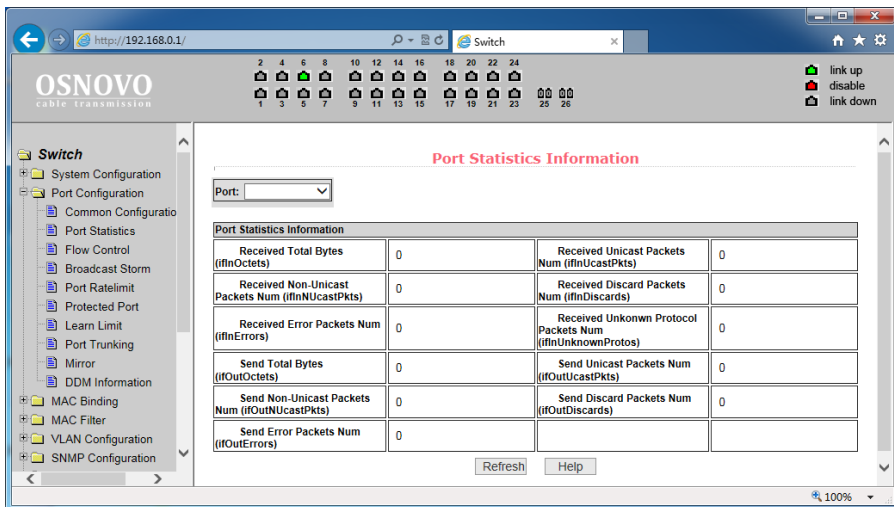 http://192.168.0.1/
Switch
2 4 6 8 10 12 14 16 18 20 22 24
link up
disable
link down
OSNOVO
cable transmission
1 3 5 7 9 11 13 15 17 19 21 23 25 26
Switch
System Configuration
Port Configuration
Common Configuratio
Port Statistics
Flow Control
Broadcast Storm
Port Ratelimit
Protected Port
Learn Limit
Port Trunking
Mirror
DDM Information
MAC Binding
MAC Filter
VLAN Configuration
SNMP Configuration
Port Statistics Information
Port:
Port Statistics Information
Received Total Bytes
(ifInOctets)
0
Received Unicast Packets
Num (ifInUcastPkts)
0
Received Non-Unicast
Packets Num (ifInNUcastPkts)
0
Received Discard Packets
Num (ifInDiscards)
0
Received Error Packets Num
(ifInErrors)
0
Received Unkonwn Protocol
Packets Num
(ifInUnknownProtos)
0
Send Total Bytes
(ifOutOctets)
0
Send Unicast Packets Num
(ifOutUcastPkts)
0
Send Non-Unicast Packets
Num (ifOutNUcastPkts)
0
Send Discard Packets Num
(ifOutDiscards)
0
Send Error Packets Num
(ifOutErrors)
0
Refresh
Help
100%